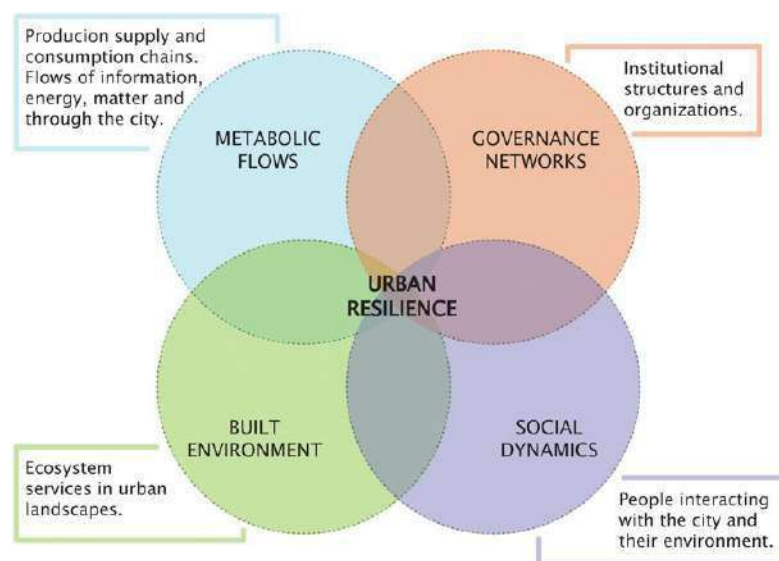 Producion supply and
consumption chains.
Flows of information,
energy, matter and
through the city.
Institutional
structures and
organizations.
METABOLIC
FLOWS
GOVERNANCE
NETWORKS
URBAN
RESILIENCE
BUILT
ENVIRONMENT
SOCIAL
DYNAMICS
Ecosystem
services in urban
landscapes.
People interacting
with the city and
their environment.